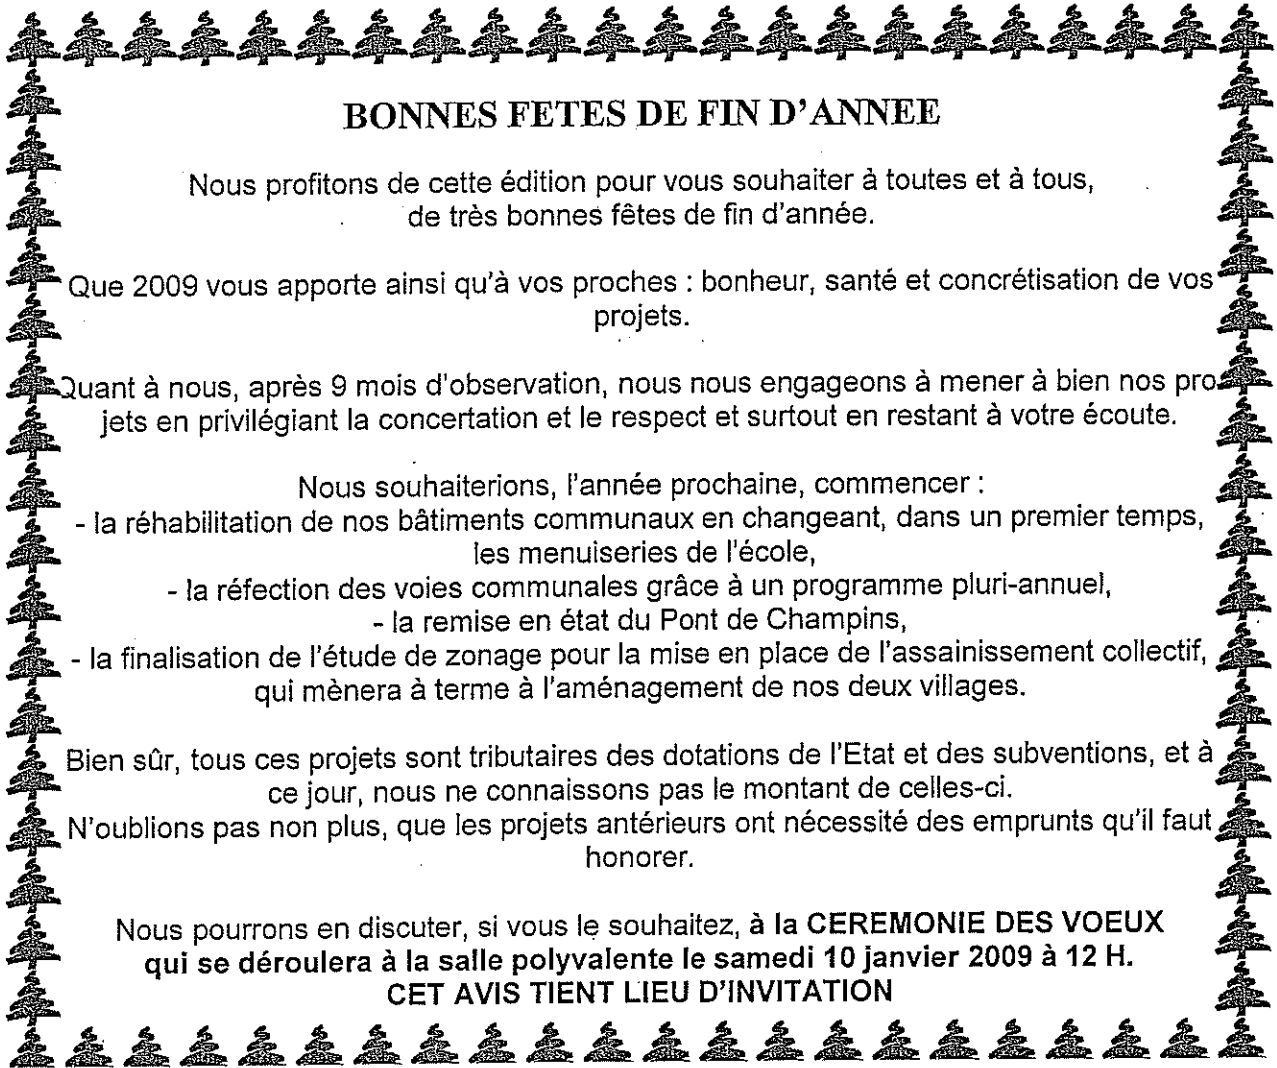 BONNES FETES DE FIN D'ANNEE
Nous profitons de cette édition pour vous souhaiter à toutes et à tous,
de très bonnes fêtes de fin d'année.
Que 2009 vous apporte ainsi qu'à vos proches : bonheur, santé et concrétisation de vos
projets.
Quant à nous, après 9 mois d'observation, nous nous engageons à mener à bien nos pro-
jets en privilégiant la concertation et le respect et surtout en restant à votre écoute.
Nous souhaiterions, l'année prochaine, commencer :
- la réhabilitation de nos bâtiments communaux en changeant, dans un premier temps,
les menuiseries de l'école,
- la réfection des voies communales grâce à un programme pluri-annuel,
- la remise en état du Pont de Champins,
- la finalisation de l'étude de zonage pour la mise en place de l'assainissement collectif,
qui mènera à terme à l'aménagement de nos deux villages.
Bien sûr, tous ces projets sont tributaires des dotations de l'Etat et des subventions, et à
ce jour, nous ne connaissons pas le montant de celles-ci.
N'oublions pas non plus, que les projets antérieurs ont nécessité des emprunts qu'il faut
honorer.
Nous pourrons en discuter, si vous le souhaitez, à la CEREMONIE DES VOEUX
qui se déroulera à la salle polyvalente le samedi 10 janvier 2009 à 12 H.
CET AVIS TIENT LIEU D'INVITATION